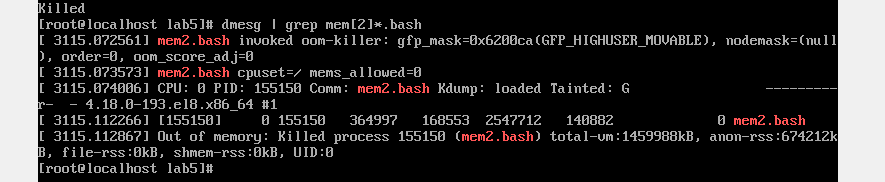 Killed
[root@localhost lab5]# dmesg | grep mem[2]*.bash
[ 3115.072561] mem2.bash invoked oom-killer: gfp_mask=0x6200ca(GFP_HIGHUSER_MOVABLE), nodemask=(null
), order=0, oom_score_adj=0
[ 3115.073573] mem2.bash cpuset=/ mems_allowed=0
[ 3115.074006] CPU: 0 PID: 155150 Comm: mem2.bash Kdump: loaded Tainted: G                 ---------
r-  - 4.18.0-193.el8.x86_64 #1
[ 3115.112266] [155150]     0 155150   364997   168553  2547712   140882             0 mem2.bash
[ 3115.112867] Out of memory: Killed process 155150 (mem2.bash) total-vm:1459988kB, anon-rss:674212k
B, file-rss:0kB, shmem-rss:0kB, UID:0
[root@localhost lab5]#